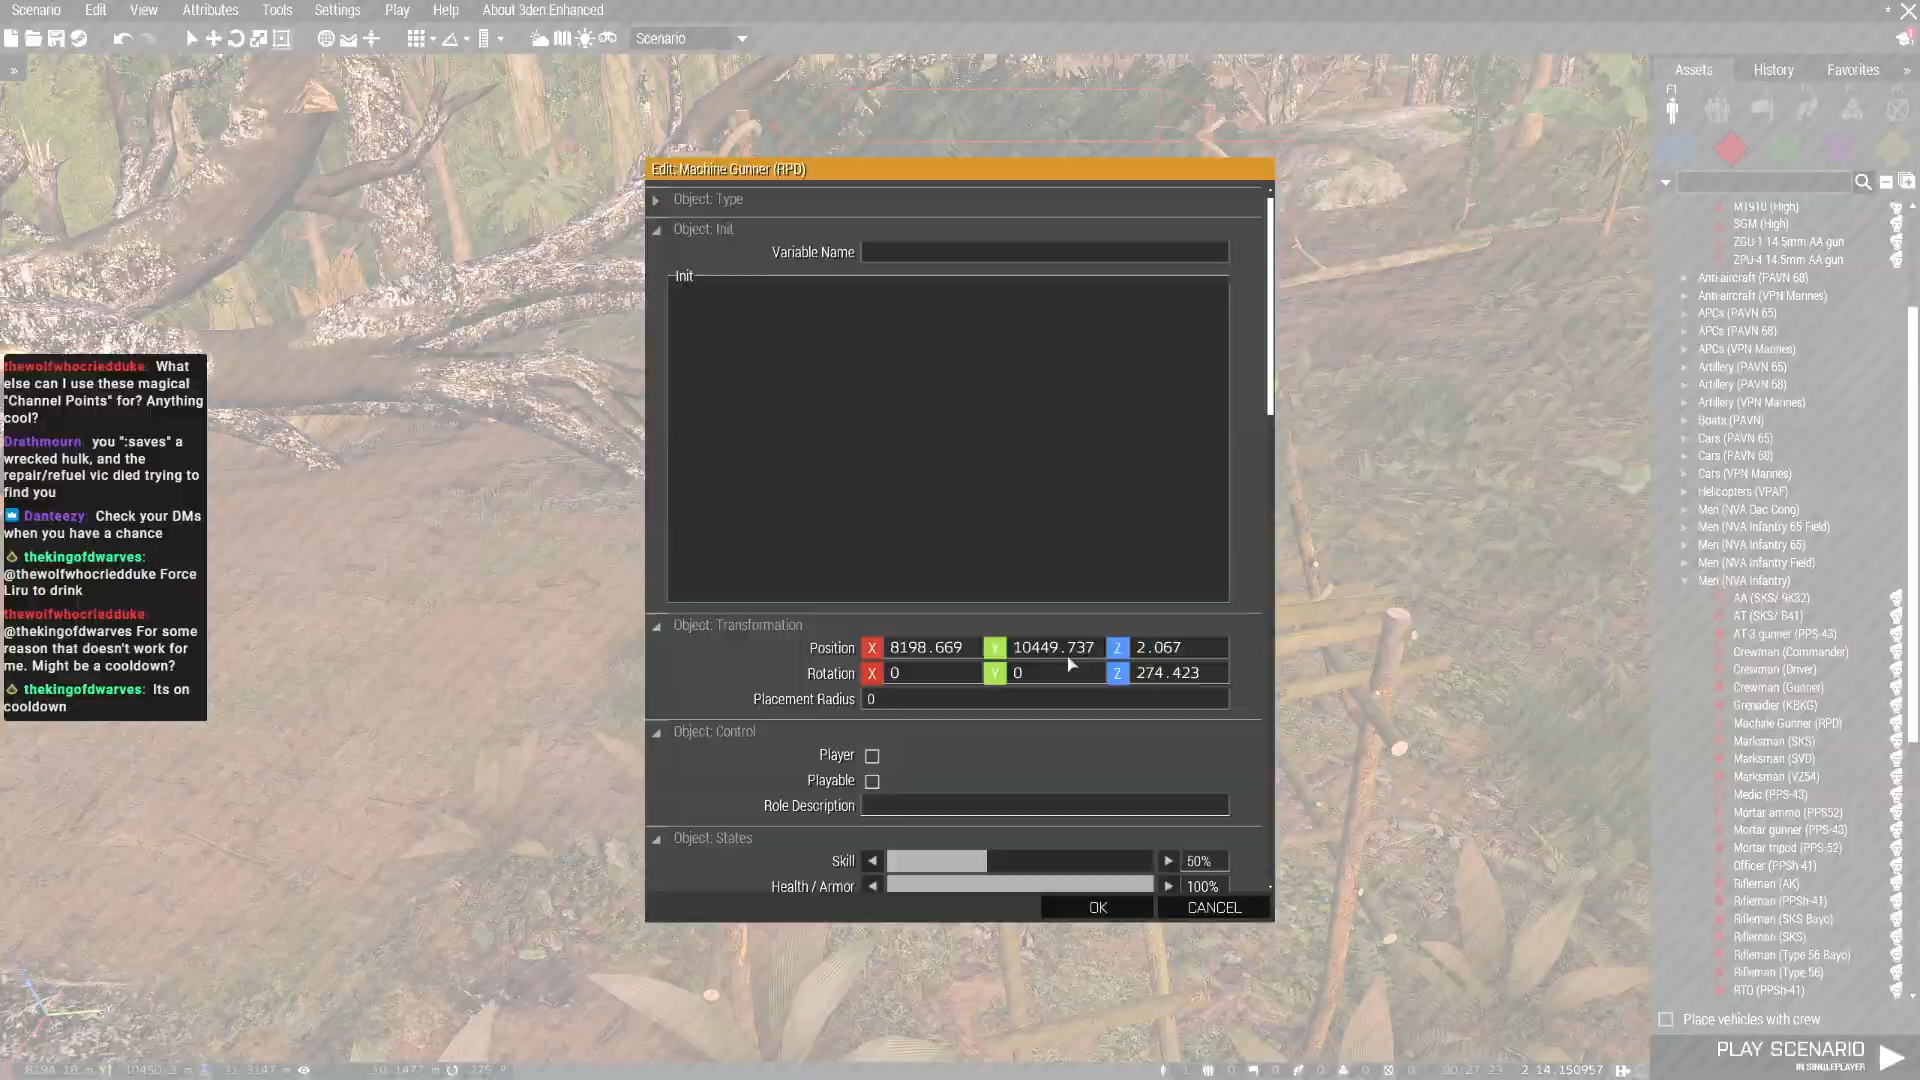 Scenario Edit View Attributes Tools Settings Play Help About 3den Enhanced
Scenario
Assets History Favorites
F1
Edit: Machine Gunner (RPD)
Object: Type
Object: Init
Variable Name
Init
Object: Transformation
Position X 8198.669 Y 10449.737 Z 2.067
Rotation X 0 Y 0 Z 274.423
Placement Radius 0
Object: Control
Player
Playable
Role Description
Object: States
Skill 50%
Health / Armor 100%
OK CANCEL
thewolfwhocriedduke: What
else can I use these magical
"Channel Points" for? Anything
cool?
Drathmourn: you ":saves" a
wrecked hulk, and the
repair/refuel vic died trying to
find you
Danteezy: Check your DMs
when you have a chance
thekingofdwarves:
@thewolfwhocriedduke Force
Liru to drink
thewolfwhocriedduke:
@thekingofdwarves For some
reason that doesn't work for
me. Might be a cooldown?
thekingofdwarves: Its on
cooldown
M1910 (High)
SGM (High)
ZGU-1 14.5mm AA gun
ZPU-4 14.5mm AA gun
Anti-aircraft (PAVN 68)
Anti-aircraft (VPN Marines)
APCs (PAVN 65)
APCs (PAVN 68)
APCs (VPN Marines)
Artillery (PAVN 65)
Artillery (PAVN 68)
Artillery (VPN Marines)
Boats (PAVN)
Cars (PAVN 65)
Cars (PAVN 68)
Cars (VPN Marines)
Helicopters (VPAF)
Men (NVA Dac Cong)
Men (NVA Infantry 65 Field)
Men (NVA Infantry 65)
Men (NVA Infantry Field)
Men (NVA Infantry)
AA (SKS/ 9K32)
AT (SKS/ B41)
AT-3 gunner (PPS-43)
Crewman (Commander)
Crewman (Driver)
Crewman (Gunner)
Grenadier (KBKG)
Machine Gunner (RPD)
Marksman (SKS)
Marksman (SVD)
Marksman (VZ54)
Medic (PPS-43)
Mortar ammo (PPS52)
Mortar gunner (PPS-43)
Mortar tripod (PPS-52)
Officer (PPSh-41)
Rifleman (AK)
Rifleman (PPSh-41)
Rifleman (SKS Bayo)
Rifleman (SKS)
Rifleman (Type 56 Bayo)
Rifleman (Type 56)
RTO (PPSh-41)
Place vehicles with crew
PLAY SCENARIO
IN SINGLEPLAYER
2.14.150957